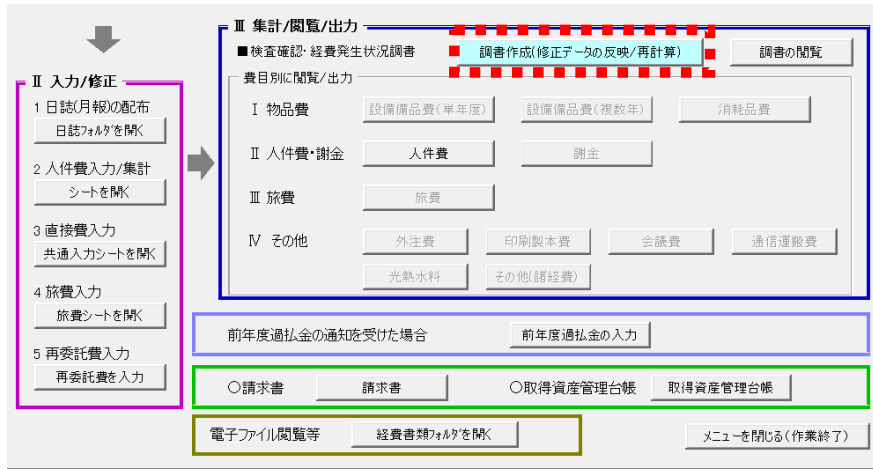 Ⅱ 入力/修正
1 日誌(月報)の配布
日誌フォルダを開く
2 人件費入力/集計
シートを開く
3 直接費入力
共通入力シートを開く
4 旅費入力
旅費シートを開く
5 再委託費入力
再委託費を入力
Ⅲ 集計/閲覧/出力
■検査確認・経費発生状況調書 調書作成(修正データの反映/再計算) 調書の閲覧
費目別に閲覧/出力
Ⅰ 物品費 設備備品費(単年度) 設備備品費(複数年) 消耗品費
Ⅱ 人件費・謝金 人件費 謝金
Ⅲ 旅費 旅費
Ⅳ その他 外注費 印刷製本費 会議費 通信運搬費
光熱水料 その他(諸経費)
前年度過払金の通知を受けた場合 前年度過払金の入力
○請求書 請求書 ○取得資産管理台帳 取得資産管理台帳
電子ファイル閲覧等 経費書類フォルダを開く メニューを閉じる(作業終了)